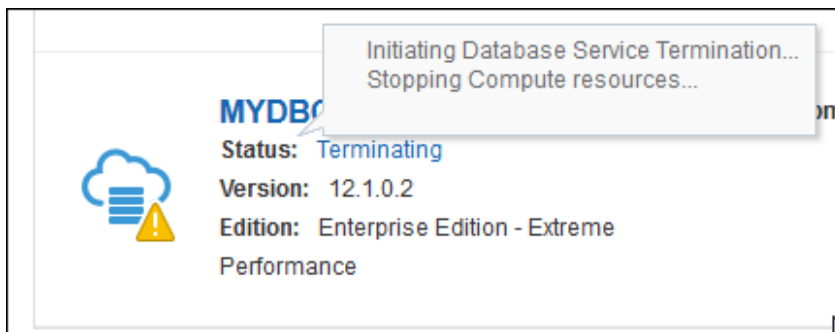 Initiating Database Service Termination...
Stopping Compute resources...
Status: Terminating
Version: 12.1.0.2
Edition: Enterprise Edition - Extreme
Performance